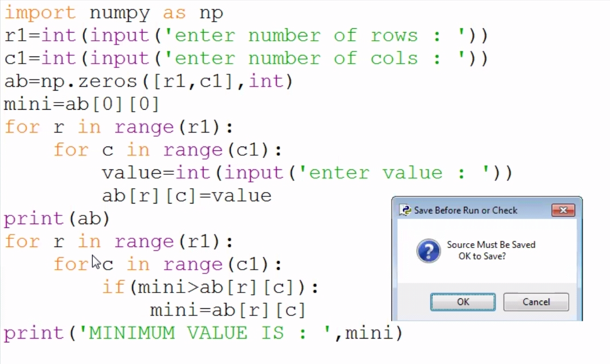 import numpy as np
r1=int(input('enter number of rows : '))
c1=int(input('enter number of cols : '))
ab=np.zeros([r1,c1],int)
mini=ab[0][0]
for r in range(r1):
    for c in range(c1):
        value=int(input('enter value : '))
        ab[r][c]=value
print(ab)
for r in range(r1):
    for c in range(c1):
        if(mini>ab[r][c]):
            mini=ab[r][c]
print('MINIMUM VALUE IS : ',mini)
Save Before Run or Check
Source Must Be Saved
OK to Save?
OK
Cancel